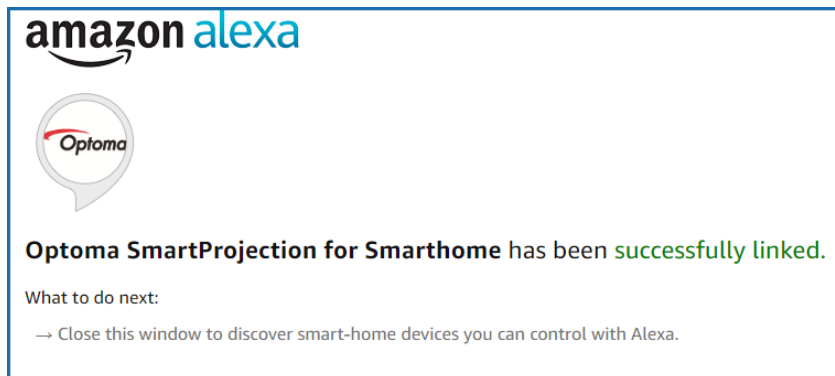 amazon alexa
Optoma
Optoma SmartProjection for Smarthome has been successfully linked.
What to do next:
→ Close this window to discover smart-home devices you can control with Alexa.